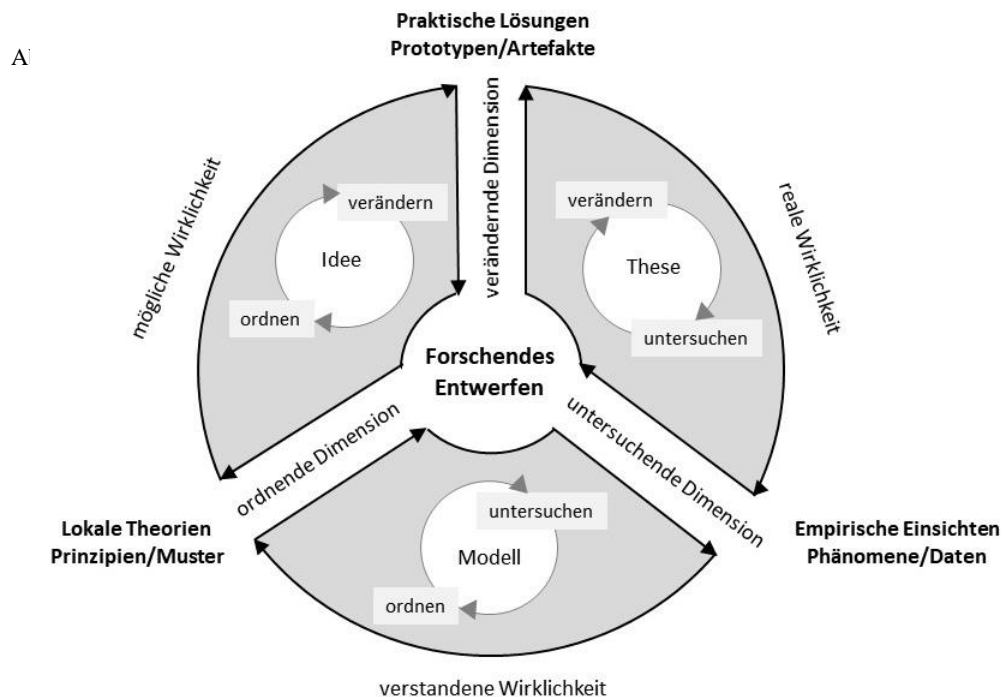 Praktische Lösungen
Prototypen/Artefakte
mögliche Wirklichkeit
verändernde Dimension
reale Wirklichkeit
verändern
Idee
ordnen
verändern
These
untersuchen
Forschendes
Entwerfen
ordnende Dimension
untersuchende Dimension
Lokale Theorien
Prinzipien/Muster
untersuchen
Modell
ordnen
Empirische Einsichten
Phänomene/Daten
verstandene Wirklichkeit